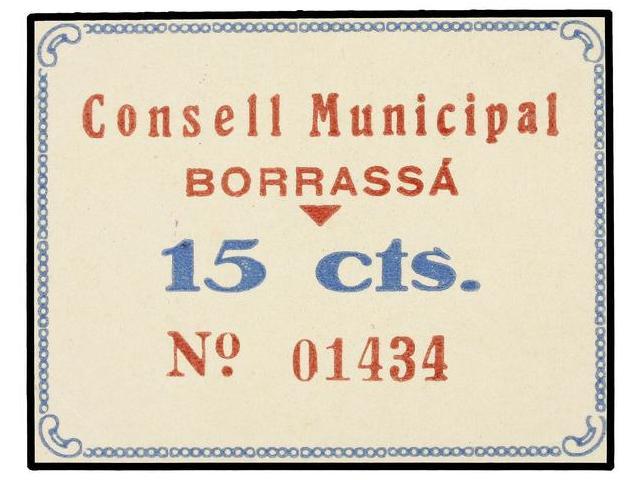 Consell Municipal
BORRASSÁ
15 cts.
Nº. 01434